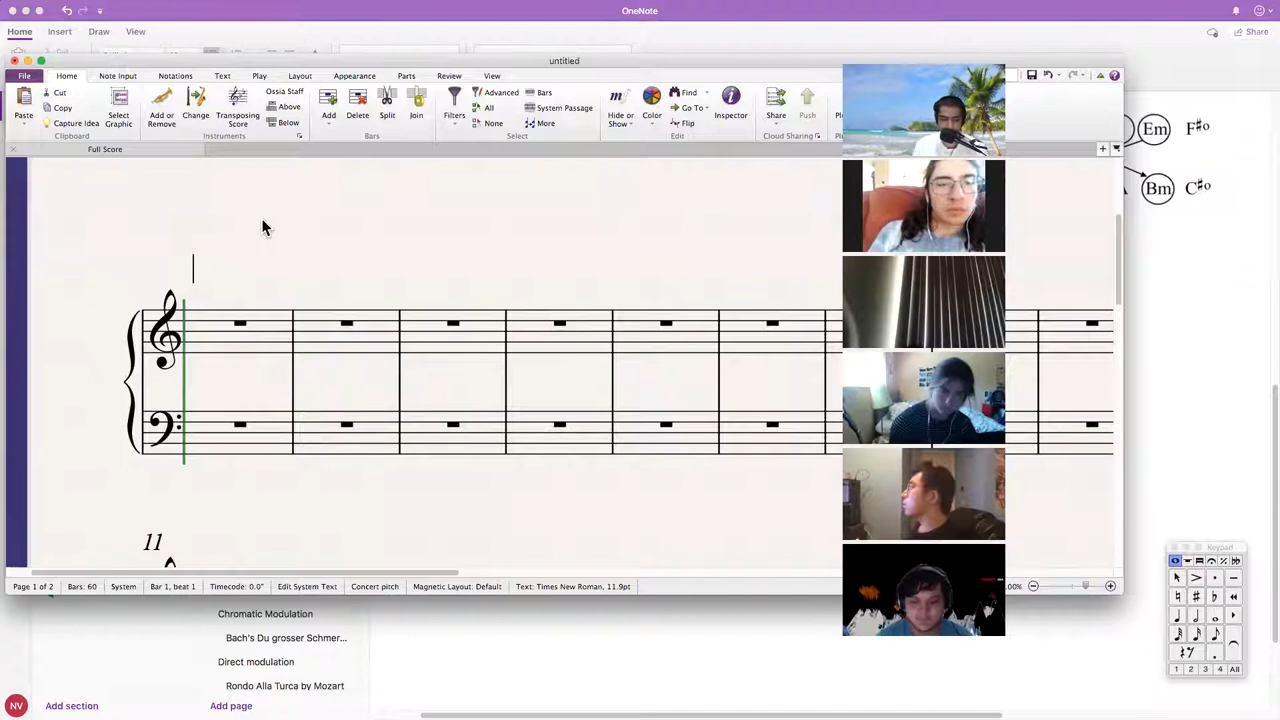 OneNote
Home Insert Draw View
Share
untitled
File Home Note Input Notations Text Play Layout Appearance Parts Review View
Paste Cut Copy Capture Idea Select Graphic
Add or Remove Change Transposing Score Ossia Staff Above Below
Add Delete Split Join Bars
Filters Advanced All None Bars System Passage More
Hide or Show Color Find Go To Flip Inspector
Share Push
Clipboard Instruments Bars Select Edit Cloud Sharing
Full Score
Em F♯o
Bm C♯o
11
Page 1 of 2 Bars: 60 System Bar 1, beat 1 Timecode: 0.0" Edit System Text Concert pitch Magnetic Layout: Default Text: Times New Roman, 11.9pt 00%
Keypad
1 2 3 4 All
Chromatic Modulation
Bach's Du grosser Schmer...
Direct modulation
Rondo Alla Turca by Mozart
NV Add section Add page